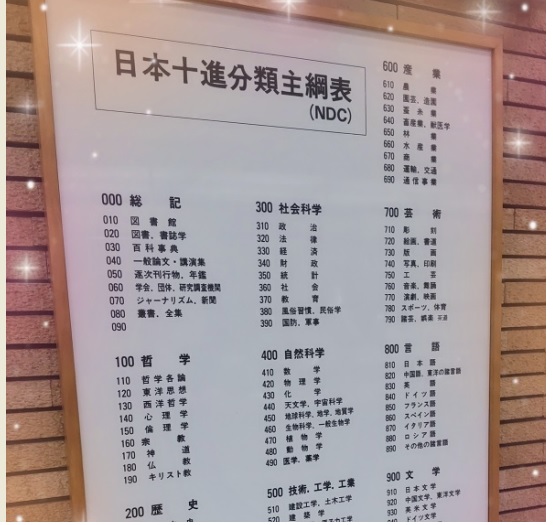 日本十進分類主綱表
(NDC)
000 総記
010 図書館
020 図書、書誌学
030 百科事典
040 一般論文・講演集
050 逐次刊行物、年鑑
060 学会、団体、研究調査機関
070 ジャーナリズム、新聞
080 叢書、全集
090
100 哲学
110 哲学各論
120 東洋思想
130 西洋哲学
140 心理学
150 倫理学
160 宗教
170 神道
180 仏教
190 キリスト教
200 歴史
300 社会科学
310 政治
320 法律
330 経済
340 財政
350 統計
360 社会
370 教育
380 風俗習慣、民俗学
390 国防、軍事
400 自然科学
410 数学
420 物理学
430 化学
440 天文学、宇宙科学
450 地球科学、地学、地質学
460 生物科学、一般生物学
470 植物学
480 動物学
490 医学、薬学
500 技術、工学、工業
510 建設工学、土木工学
520 建築学
600 産業
610 農業
620 園芸、造園
630 蚕糸業
640 畜産業、獣医学
650 林業
660 水産業
670 商業
680 運輸、交通
690 通信事業
700 芸術
710 彫刻
720 絵画、書道
730 版画
740 写真、印刷
750 工芸
760 音楽、舞踊
770 演劇、映画
780 スポーツ、体育
790 諸芸、娯楽
800 言語
810 日本語
820 中国語、東洋の諸言語
830 英語
840 ドイツ語
850 フランス語
860 スペイン語
870 イタリア語
880 ロシア語
890 その他の諸言語
900 文学
910 日本文学
920 中国文学、東洋文学
930 英米文学
940 ドイツ文学